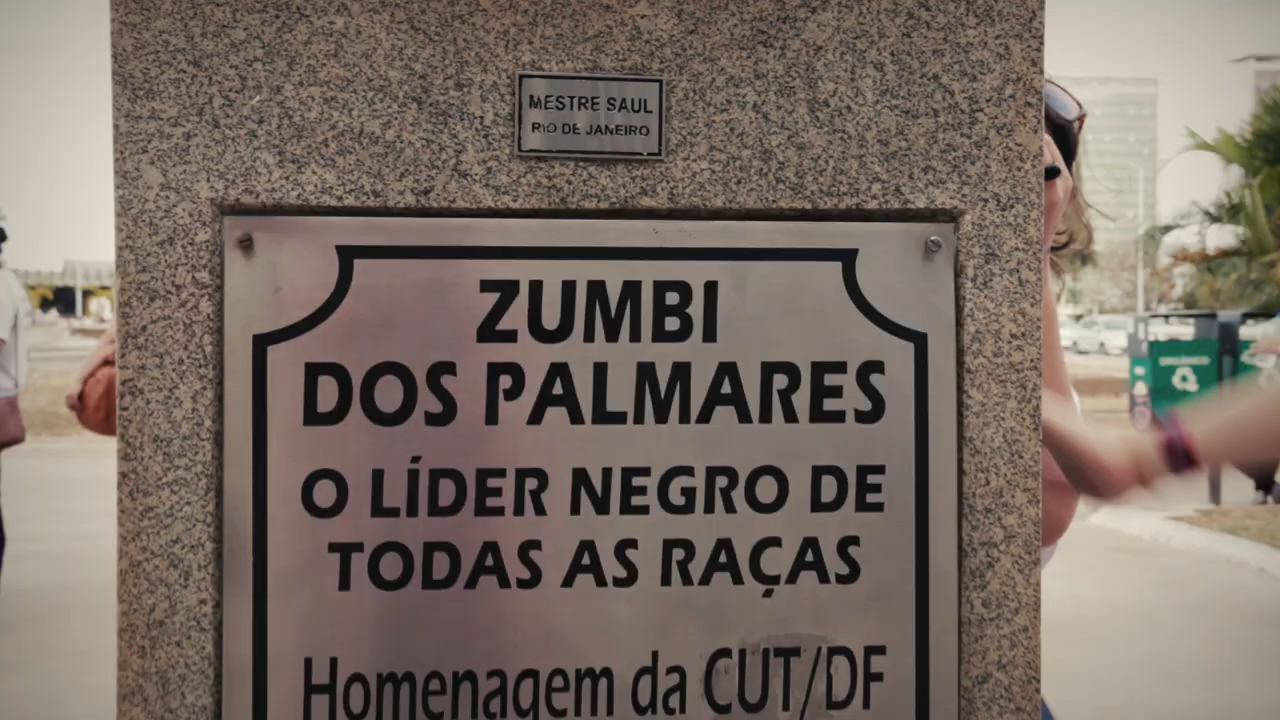 MESTRE SAUL
RIO DE JANEIRO
ZUMBI
DOS PALMARES
O LÍDER NEGRO DE
TODAS AS RAÇAS
Homenagem da CUT/DF